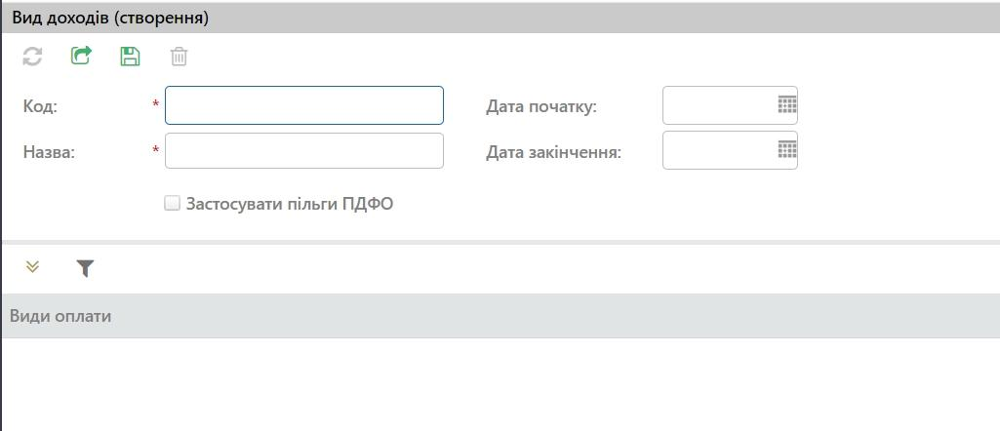 Вид доходів (створення)
Код: * Дата початку:
Назва: * Дата закінчення:
Застосувати пільги ПДФО
Види оплати